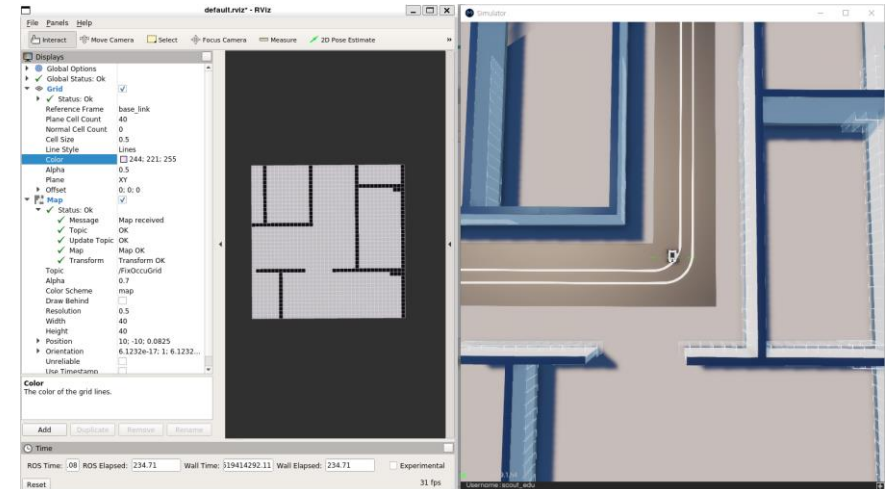 default.rviz* - RViz
File Panels Help
Interact Move Camera Select Focus Camera Measure 2D Pose Estimate »
Displays
Global Options
Global Status: Ok
Grid
Status: Ok
Reference Frame base_link
Plane Cell Count 40
Normal Cell Count 0
Cell Size 0.5
Line Style Lines
Color 244; 221; 255
Alpha 0.5
Plane XY
Offset 0; 0; 0
Map
Status: Ok
Message Map received
Topic OK
Update Topic OK
Map Map OK
Transform Transform OK
Topic /FixOccuGrid
Alpha 0.7
Color Scheme map
Draw Behind
Resolution 0.5
Width 40
Height 40
Position 10; -10; 0.0825
Orientation 6.1232e-17; 1; 6.1232...
Unreliable
Use Timestamp
Color
The color of the grid lines.
Add Duplicate Remove Rename
Time
ROS Time: .08 ROS Elapsed: 234.71 Wall Time: 519414292.11 Wall Elapsed: 234.71 Experimental
Reset 31 fps
Simulator
Username: scout_edu